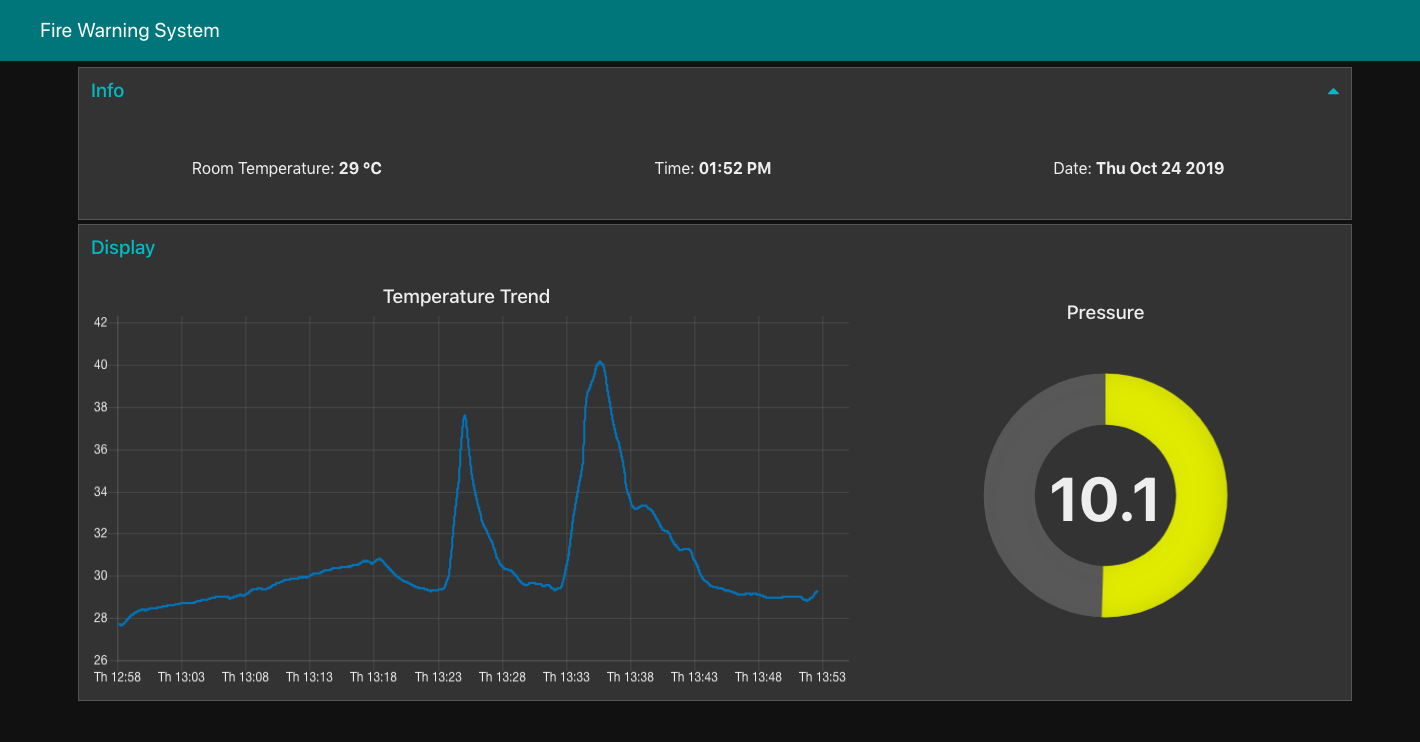 Fire Warning System
Info
Room Temperature: 29 °C Time: 01:52 PM Date: Thu Oct 24 2019
Display
Temperature Trend
42
40
38
36
34
32
30
28
26
Th 12:58 Th 13:03 Th 13:08 Th 13:13 Th 13:18 Th 13:23 Th 13:28 Th 13:33 Th 13:38 Th 13:43 Th 13:48 Th 13:53
Pressure
10.1